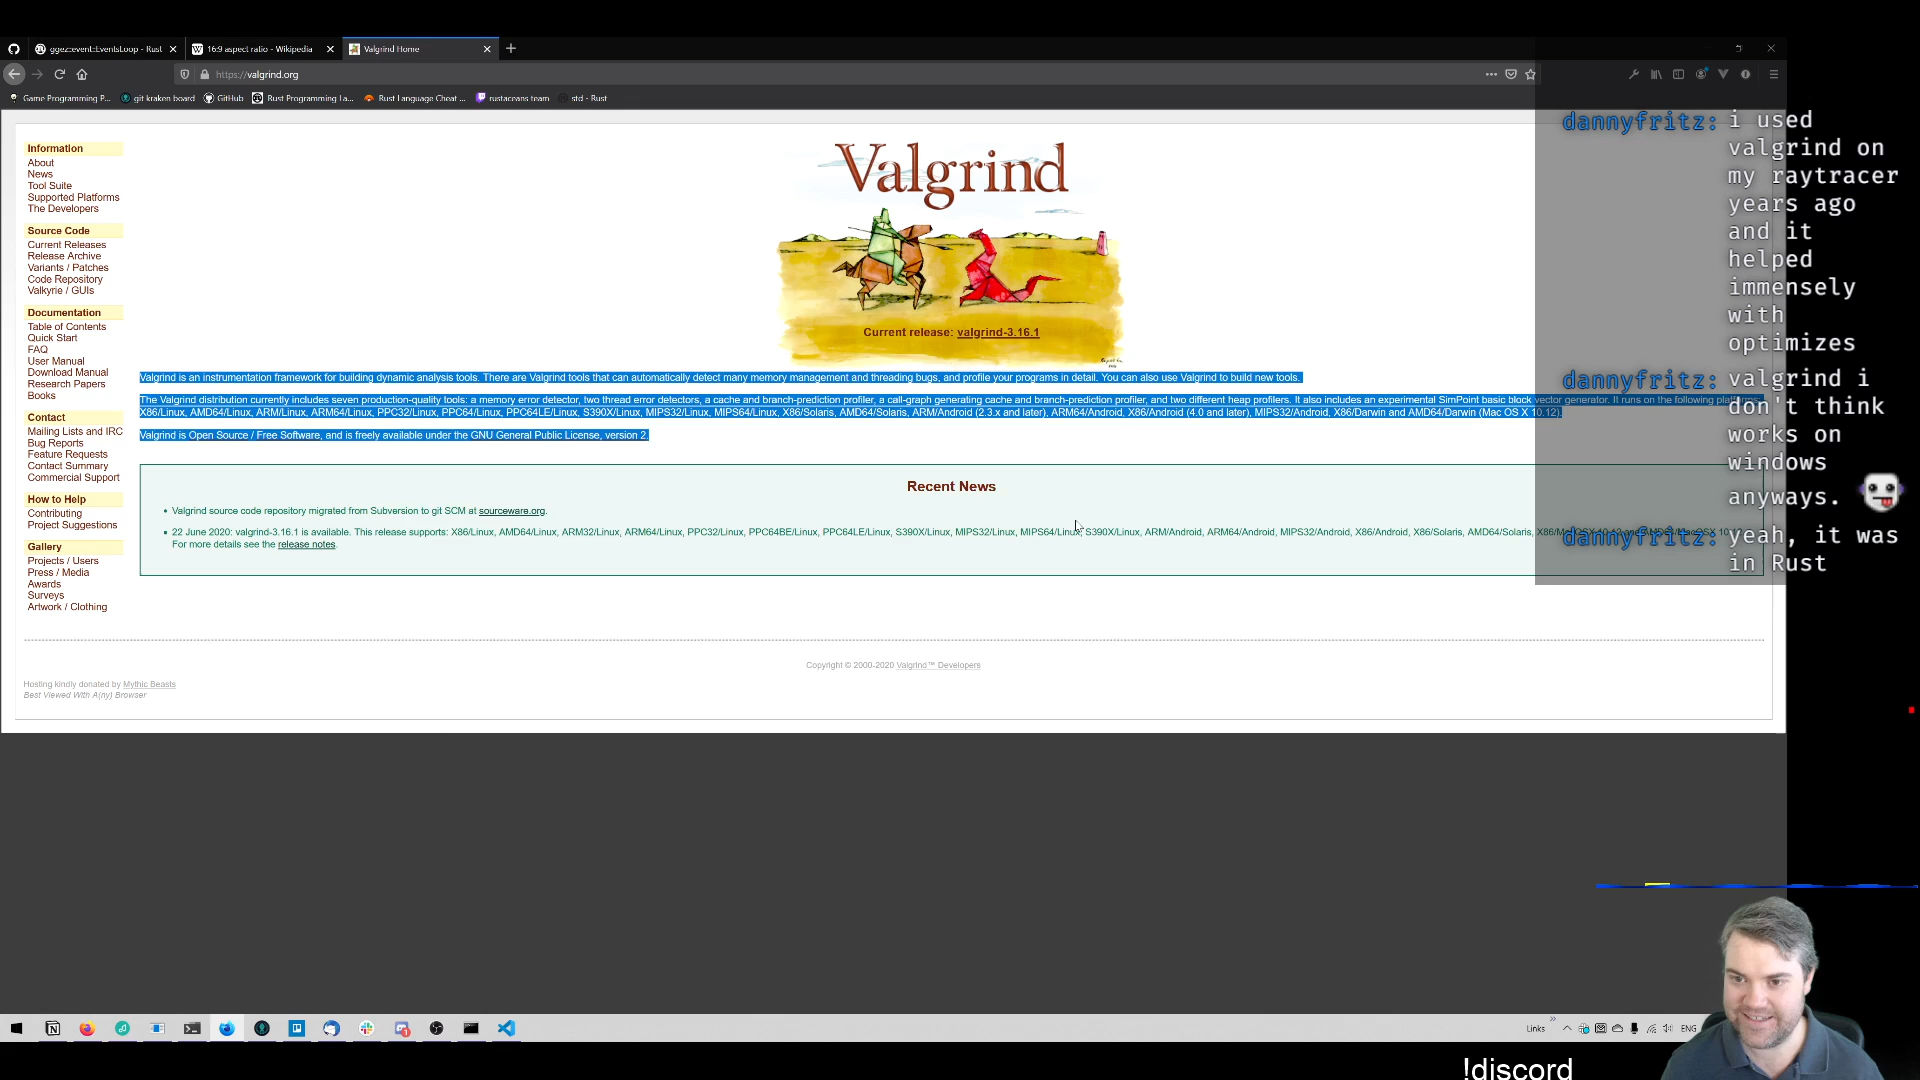 ggez::event::EventsLoop - Rust
16:9 aspect ratio - Wikipedia
Valgrind Home
https://valgrind.org
Game Programming P...
git kraken board
GitHub
Rust Programming La...
Rust Language Cheat ...
rustaceans team
std - Rust
Information
About
News
Tool Suite
Supported Platforms
The Developers
Source Code
Current Releases
Release Archive
Variants / Patches
Code Repository
Valkyrie / GUIs
Documentation
Table of Contents
Quick Start
FAQ
User Manual
Download Manual
Research Papers
Books
Contact
Mailing Lists and IRC
Bug Reports
Feature Requests
Contact Summary
Commercial Support
How to Help
Contributing
Project Suggestions
Gallery
Projects / Users
Press / Media
Awards
Surveys
Artwork / Clothing
Valgrind
Current release: valgrind-3.16.1
Valgrind is an instrumentation framework for building dynamic analysis tools. There are Valgrind tools that can automatically detect many memory management and threading bugs, and profile your programs in detail. You can also use Valgrind to build new tools.
The Valgrind distribution currently includes seven production-quality tools: a memory error detector, two thread error detectors, a cache and branch-prediction profiler, a call-graph generating cache and branch-prediction profiler, and two different heap profilers. It also includes an experimental SimPoint basic block vector generator. It runs on the following platforms:
X86/Linux, AMD64/Linux, ARM/Linux, ARM64/Linux, PPC32/Linux, PPC64/Linux, PPC64LE/Linux, S390X/Linux, MIPS32/Linux, MIPS64/Linux, X86/Solaris, AMD64/Solaris, ARM/Android (2.3.x and later), ARM64/Android, X86/Android (4.0 and later), MIPS32/Android, X86/Darwin and AMD64/Darwin (Mac OS X 10.12).
Valgrind is Open Source / Free Software, and is freely available under the GNU General Public License, version 2.
Recent News
Valgrind source code repository migrated from Subversion to git SCM at sourceware.org.
22 June 2020: valgrind-3.16.1 is available. This release supports: X86/Linux, AMD64/Linux, ARM32/Linux, ARM64/Linux, PPC32/Linux, PPC64BE/Linux, PPC64LE/Linux, S390X/Linux, MIPS32/Linux, MIPS64/Linux, S390X/Linux, ARM/Android, ARM64/Android, MIPS32/Android, X86/Android, X86/Solaris, AMD64/Solaris,
For more details see the release notes.
Copyright © 2000-2020 Valgrind™ Developers
Hosting kindly donated by Mythic Beasts
Best Viewed With A(ny) Browser
dannyfritz: i used
valgrind on
my raytracer
years ago
and it
helped
immensely
with
optimizes
dannyfritz: valgrind i
don't think
works on
windows
anyways.
dannyfritz: yeah, it was
in Rust
Links
ENG
!discord